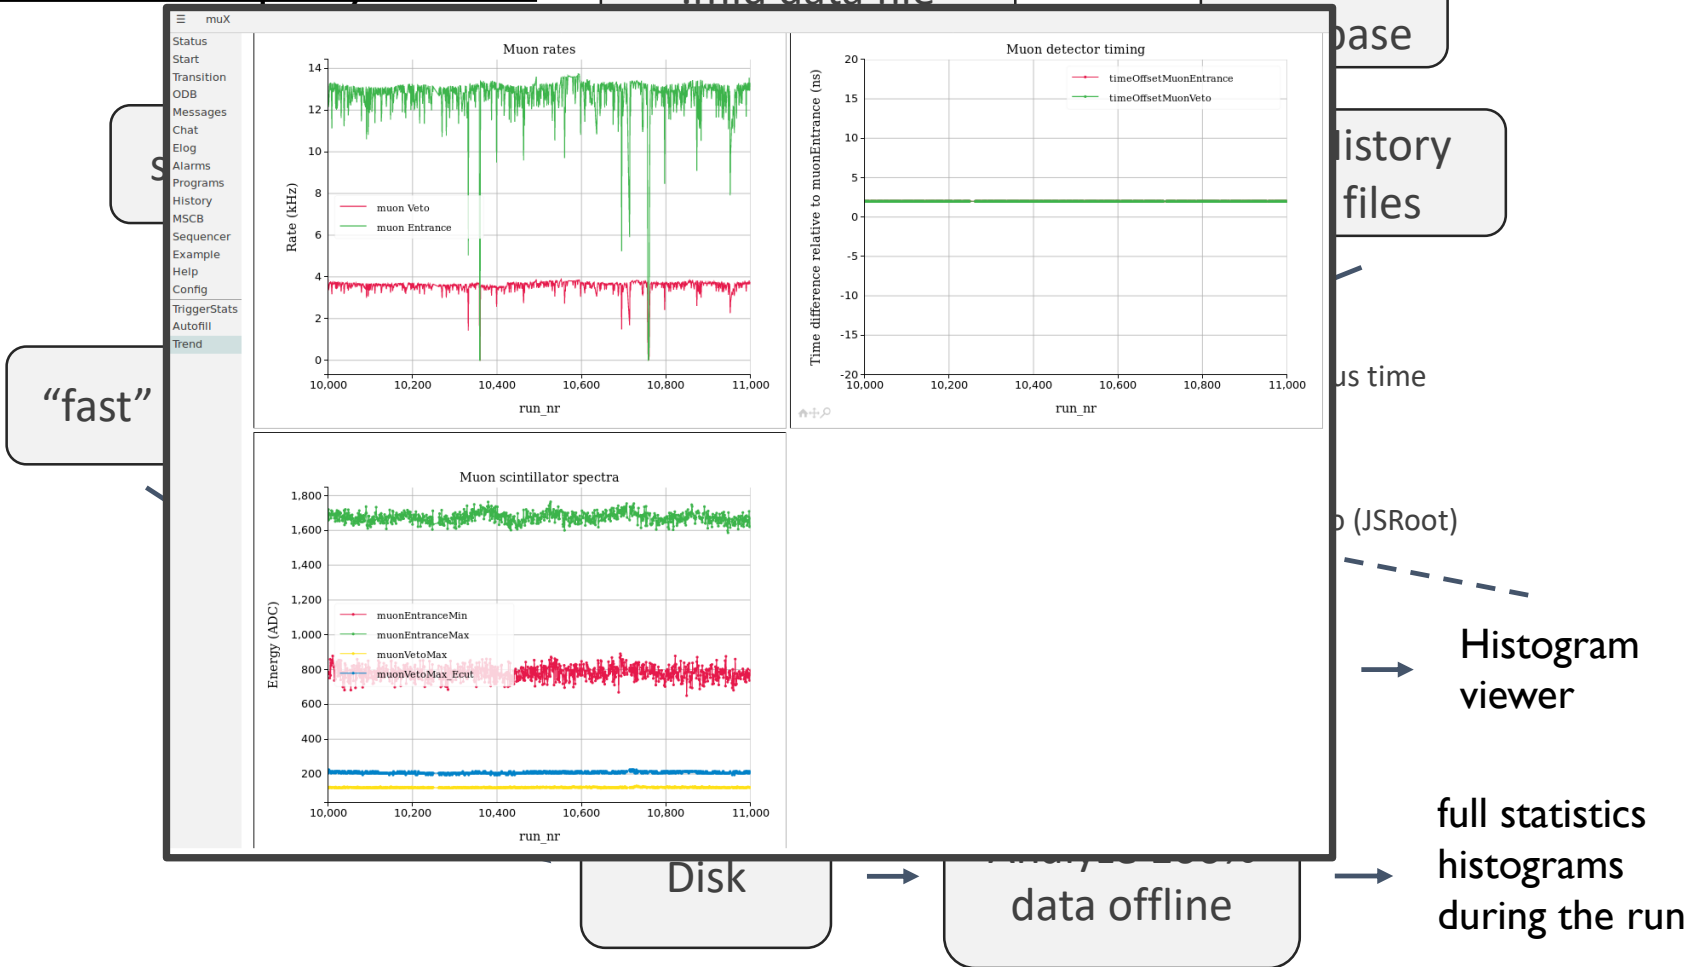 .mid data file
base
☰ muX
Status
Start
Transition
ODB
Messages
Chat
Elog
Alarms
Programs
History
MSCB
Sequencer
Example
Help
Config
TriggerStats
Autofill
Trend
Muon rates
Rate (kHz)
14
12
10
8
6
4
2
0
muon Veto
muon Entrance
10,000 10,200 10,400 10,600 10,800 11,000
run_nr
Muon detector timing
Time difference relative to muonEntrance (ns)
20
15
10
5
0
-5
-10
-15
-20
timeOffsetMuonEntrance
timeOffsetMuonVeto
10,000 10,200 10,400 10,600 10,800 11,000
run_nr
Muon scintillator spectra
Energy (ADC)
1,800
1,600
1,400
1,200
1,000
800
600
400
200
muonEntranceMin
muonEntranceMax
muonVetoMax
muonVetoMax_Ecut
10,000 10,200 10,400 10,600 10,800 11,000
run_nr
s
“fast”
History
files
us time
(JSRoot)
Histogram
viewer
Disk
data offline
full statistics
histograms
during the run